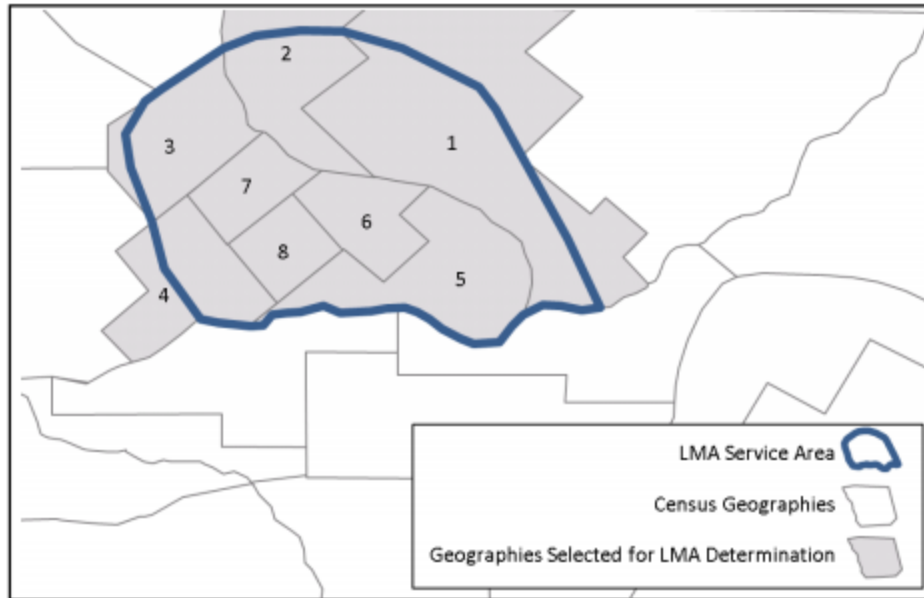 2
1
3
7
6
8
5
4
LMA Service Area
Census Geographies
Geographies Selected for LMA Determination